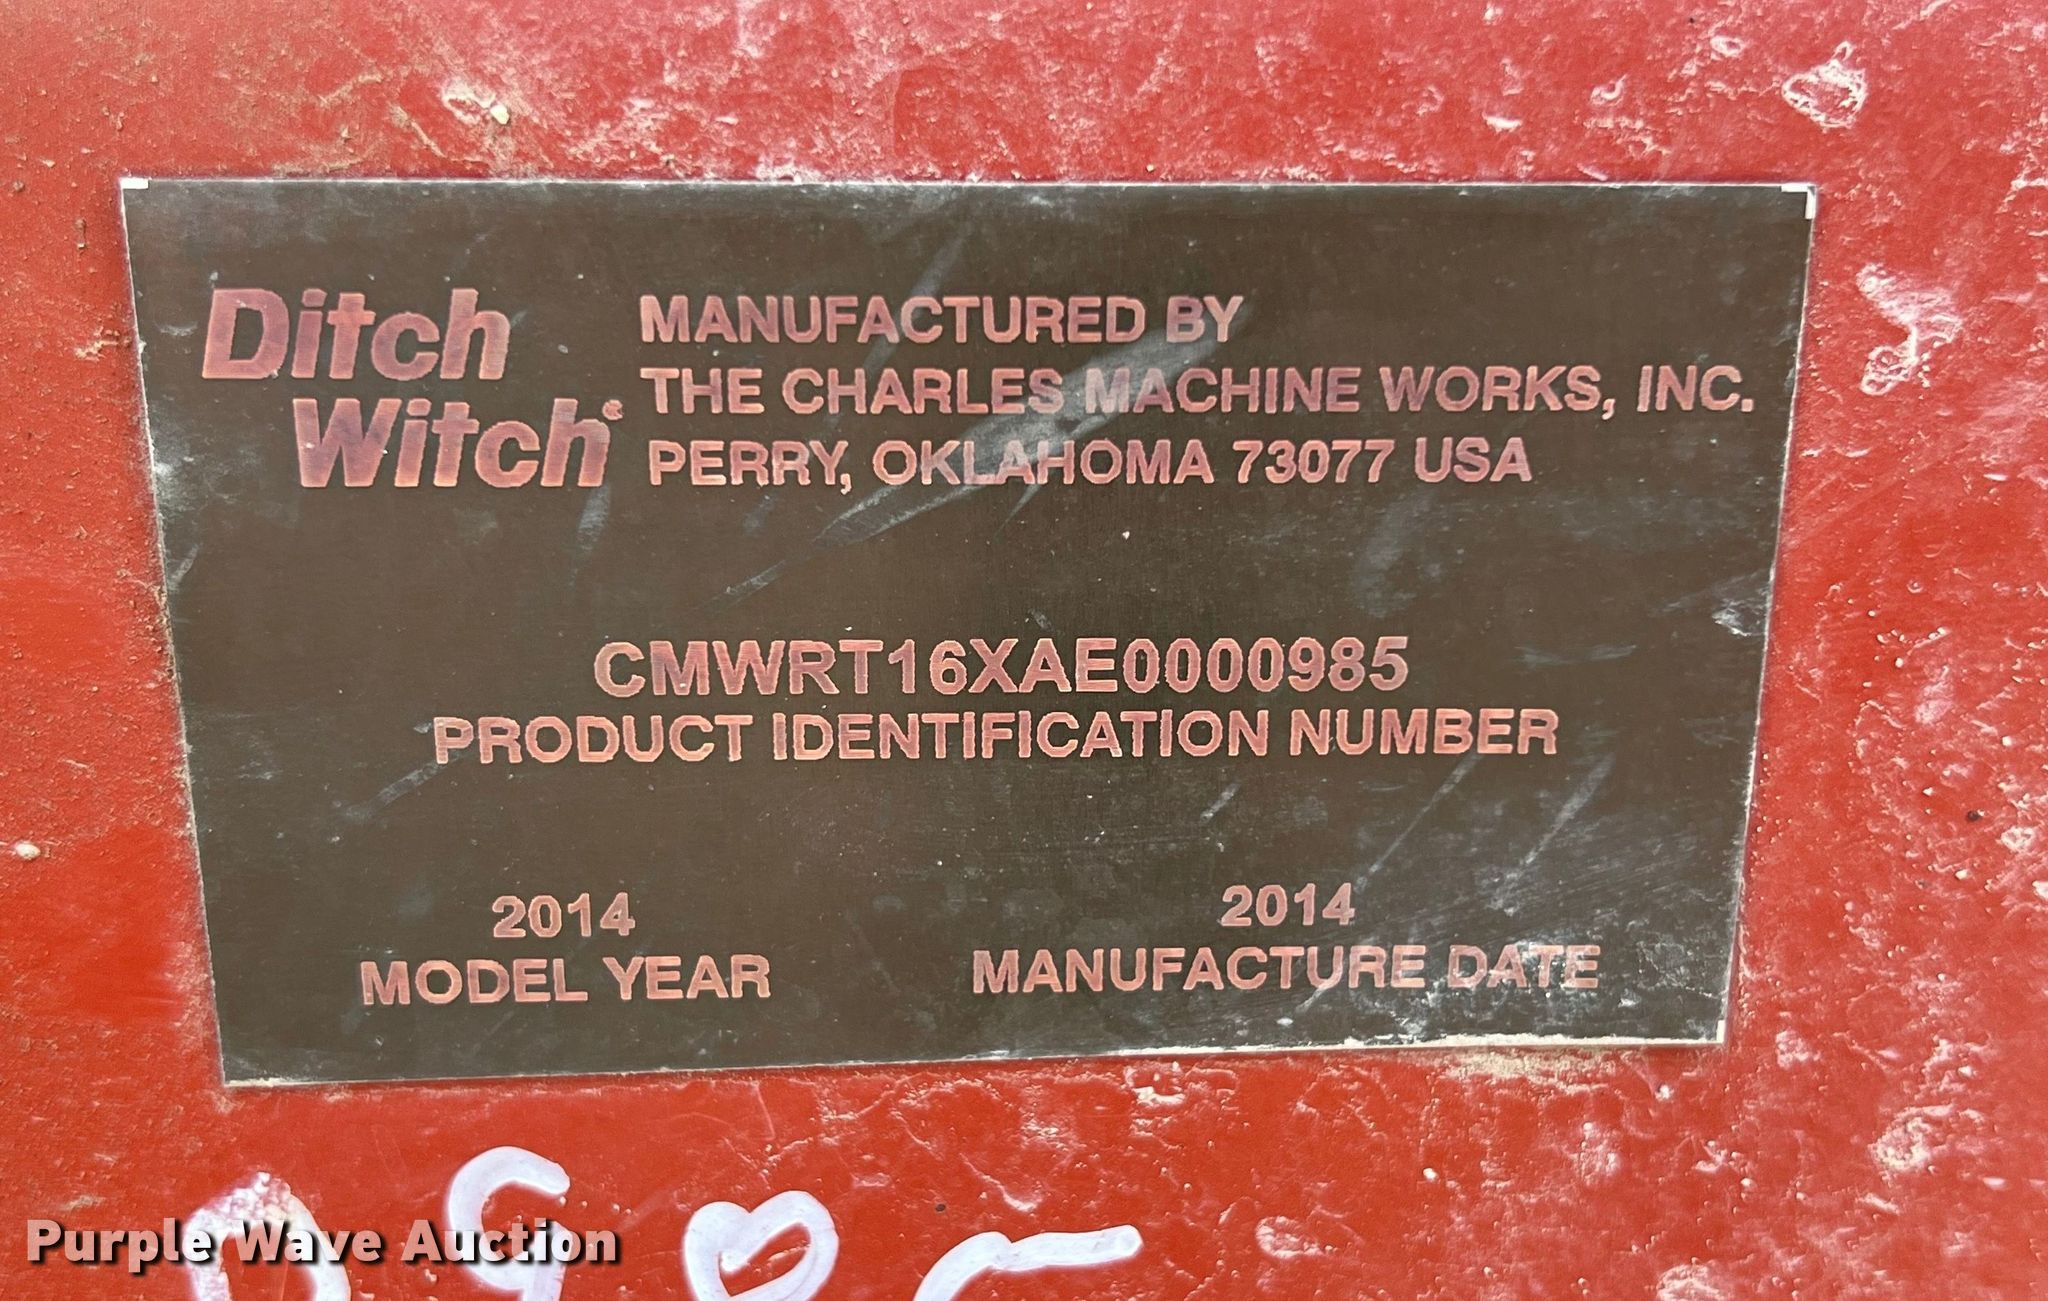 Ditch
Witch®
MANUFACTURED BY
THE CHARLES MACHINE WORKS, INC.
PERRY, OKLAHOMA 73077 USA
CMWRT16XAE0000985
PRODUCT IDENTIFICATION NUMBER
2014
MODEL YEAR
2014
MANUFACTURE DATE
Purple Wave Auction